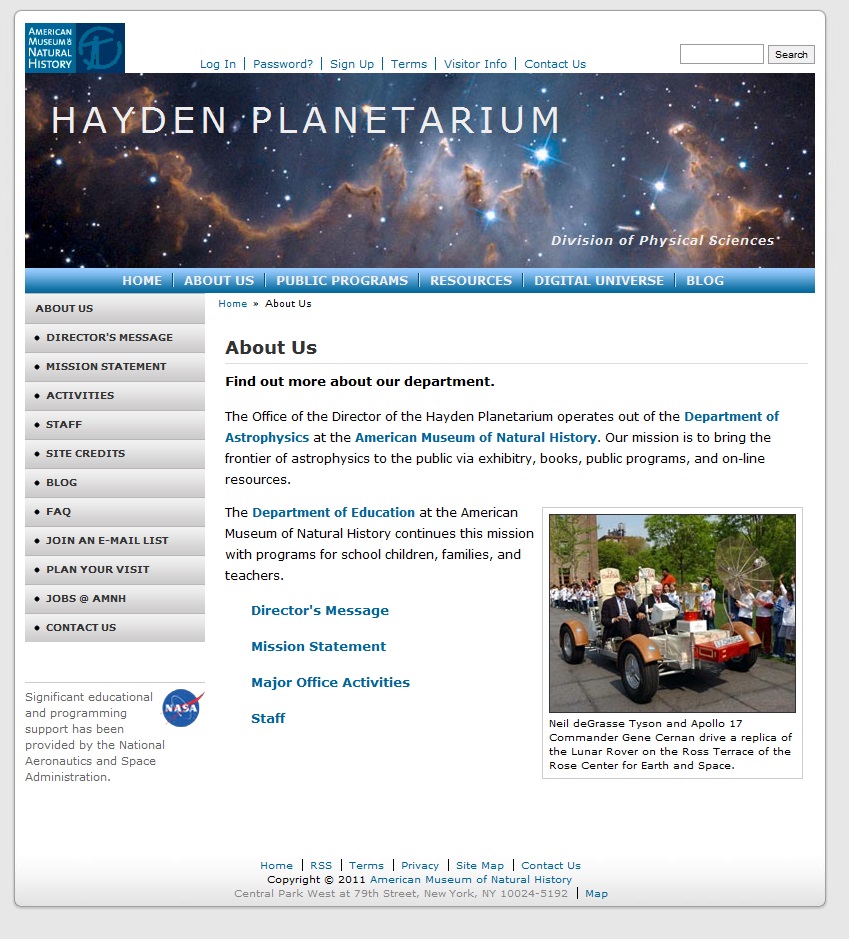 AMERICAN
MUSEUM ö
NATURAL
HISTORY
Log In | Password? | Sign Up | Terms | Visitor Info | Contact Us
Search
HAYDEN PLANETARIUM
Division of Physical Sciences
HOME | ABOUT US | PUBLIC PROGRAMS | RESOURCES | DIGITAL UNIVERSE | BLOG
ABOUT US
• DIRECTOR'S MESSAGE
• MISSION STATEMENT
• ACTIVITIES
• STAFF
• SITE CREDITS
• BLOG
• FAQ
• JOIN AN E-MAIL LIST
• PLAN YOUR VISIT
• JOBS @ AMNH
• CONTACT US
Significant educational
and programming
support has been
provided by the National
Aeronautics and Space
Administration.
NASA
Home » About Us
About Us
Find out more about our department.
The Office of the Director of the Hayden Planetarium operates out of the Department of
Astrophysics at the American Museum of Natural History. Our mission is to bring the
frontier of astrophysics to the public via exhibitry, books, public programs, and on-line
resources.
The Department of Education at the American
Museum of Natural History continues this mission
with programs for school children, families, and
teachers.
Director's Message
Mission Statement
Major Office Activities
Staff
Neil deGrasse Tyson and Apollo 17
Commander Gene Cernan drive a replica of
the Lunar Rover on the Ross Terrace of the
Rose Center for Earth and Space.
Home | RSS | Terms | Privacy | Site Map | Contact Us
Copyright © 2011 American Museum of Natural History
Central Park West at 79th Street, New York, NY 10024-5192 | Map